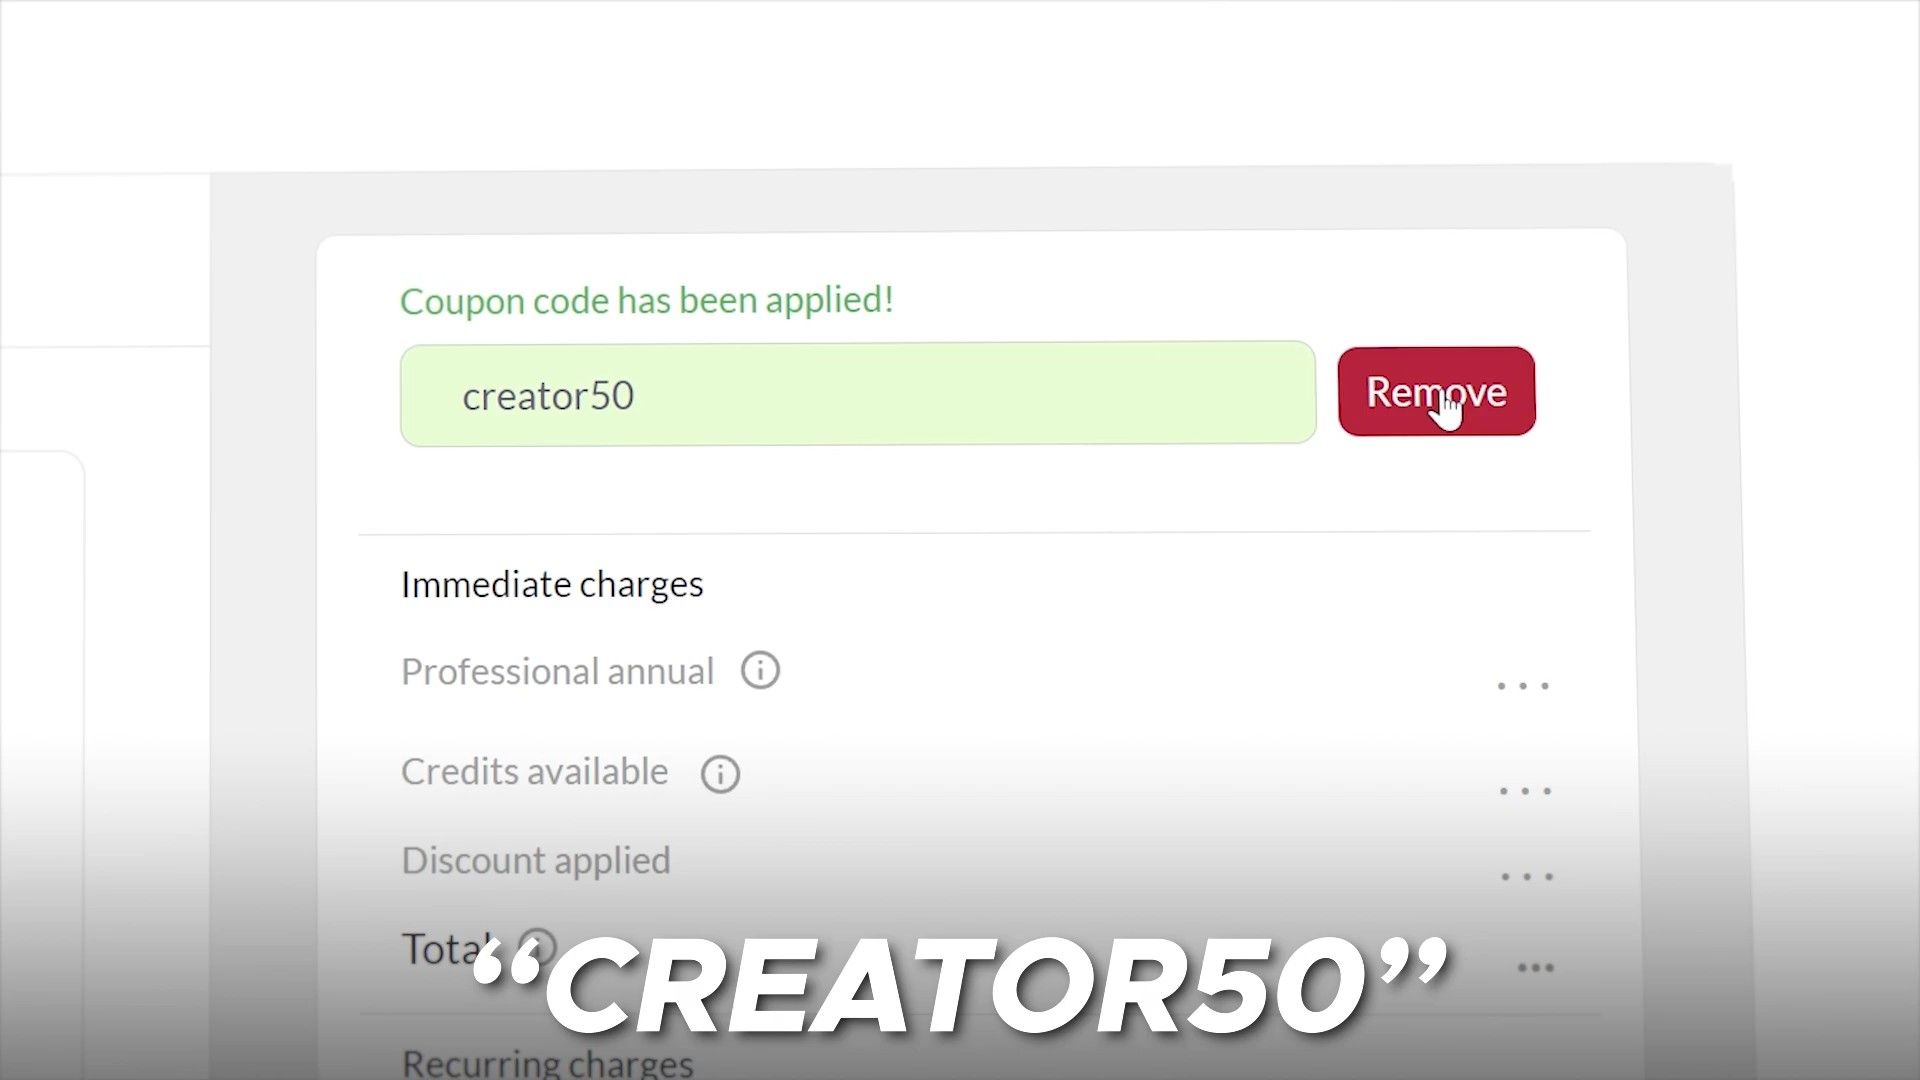 Coupon code has been applied!
creator50
Remove
Immediate charges
Professional annual
...
Credits available
...
Discount applied
...
Total
...
“CREATOR50”
Recurring charges